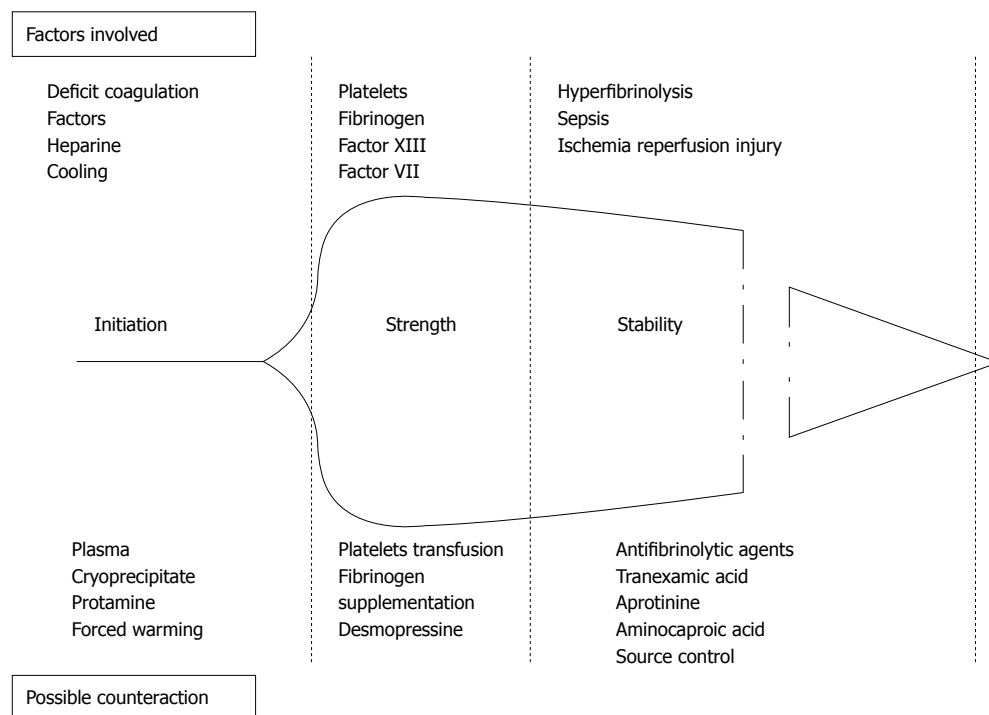 Factors involved
Deficit coagulation
Factors
Heparine
Cooling
Platelets
Fibrinogen
Factor XIII
Factor VII
Hyperfibrinolysis
Sepsis
Ischemia reperfusion injury
Initiation
Strength
Stability
Plasma
Cryoprecipitate
Protamine
Forced warming
Platelets transfusion
Fibrinogen
supplementation
Desmopressine
Antifibrinolytic agents
Tranexamic acid
Aprotinine
Aminocaproic acid
Source control
Possible counteraction